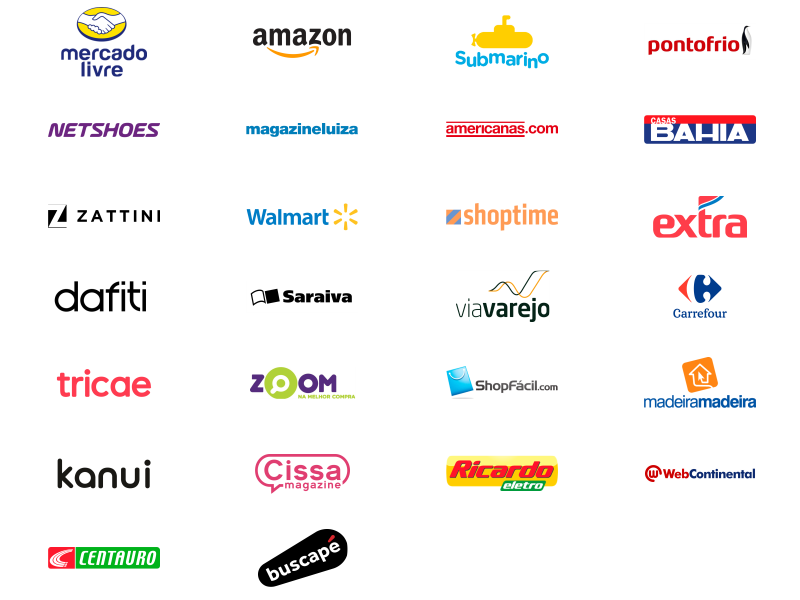 mercado
livre
amazon
Submarino
pontofrio
NETSHOES
magazineluiza
americanas.com
CASAS
BAHIA
ZATTINI
Walmart
shoptime
extra
dafiti
Saraiva
viavarejo
Carrefour
tricae
ZOOM
NA MELHOR COMPRA
ShopFácil.com
madeiramadeira
kanui
Cissa
magazine
Ricardo
eletro
WebContinental
CENTAURO
buscapé